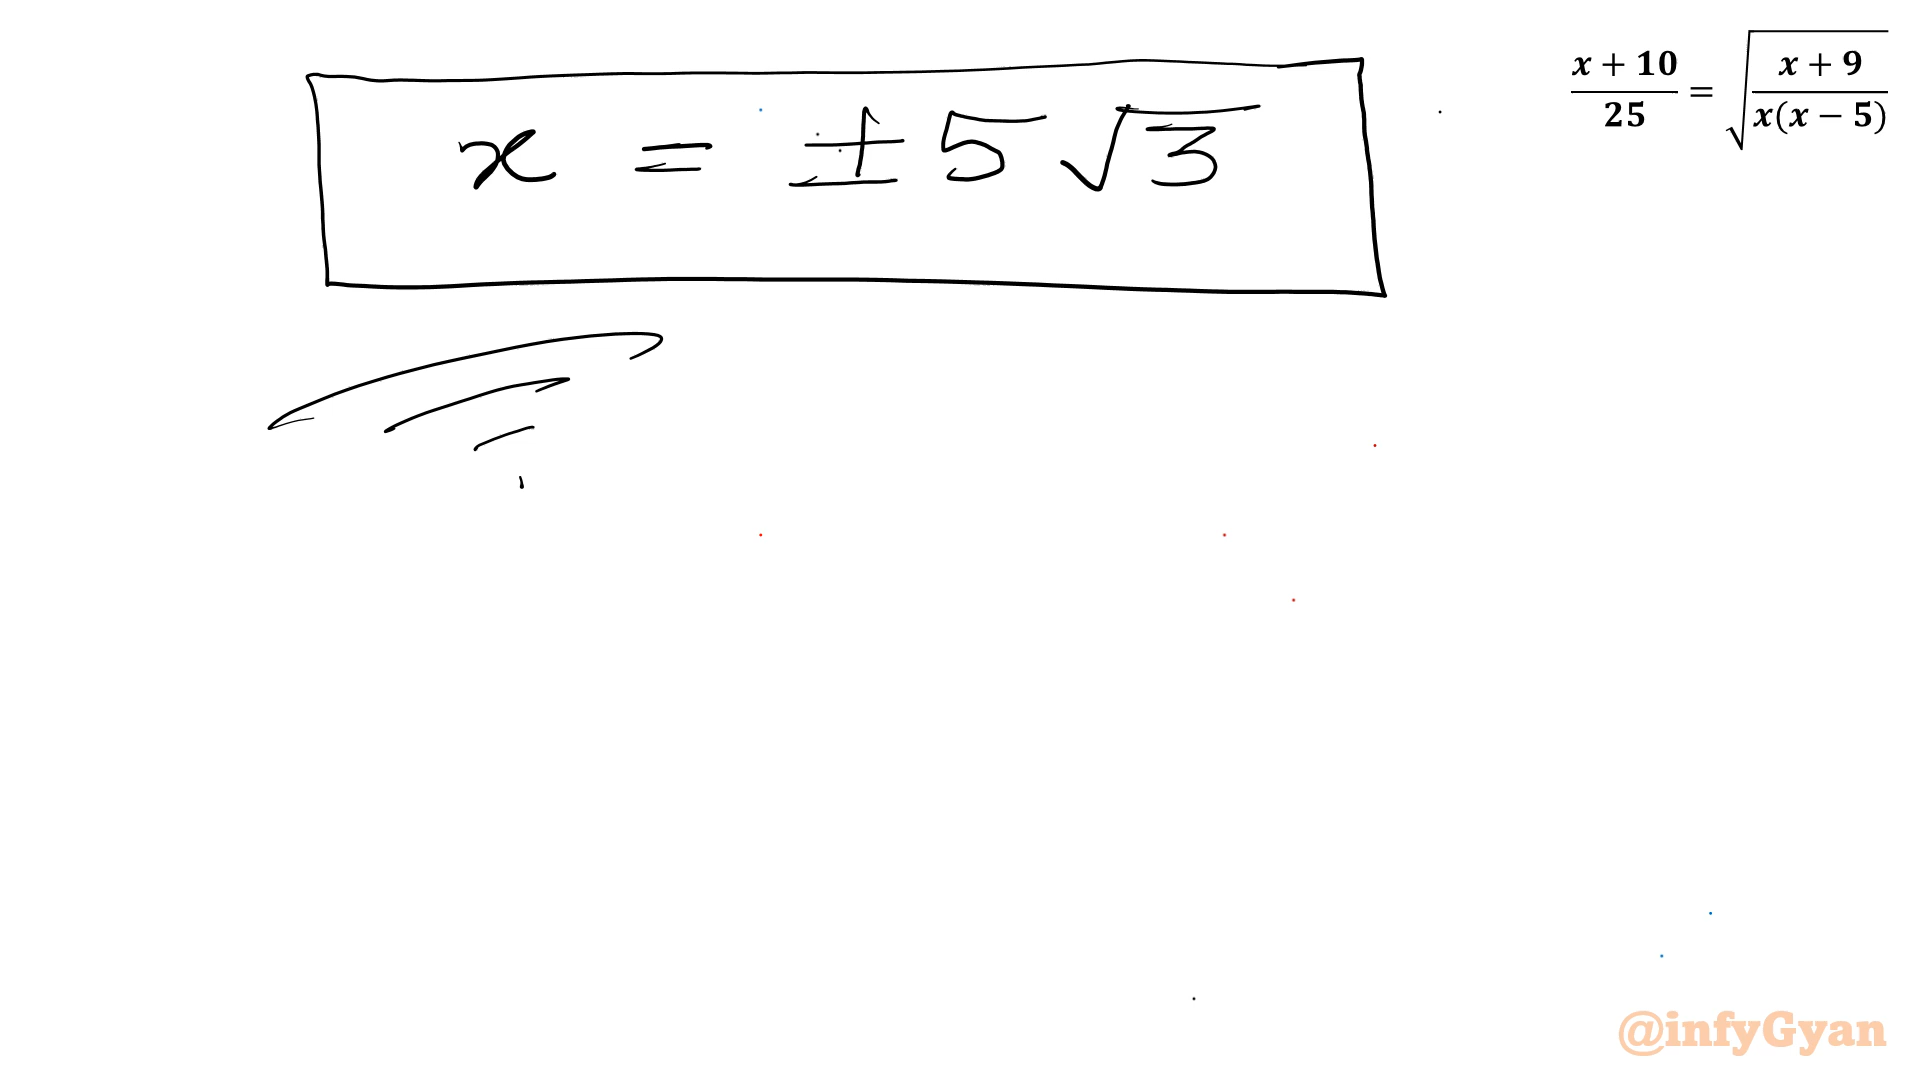 x = ± 5√3
(x + 10)/25 = √((x + 9)/(x(x − 5)))
@infyGyan